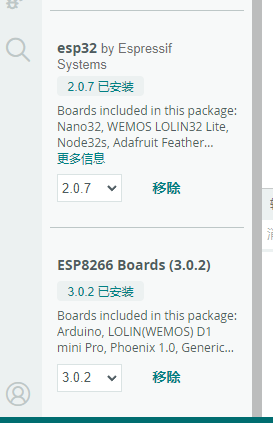 esp32 by Espressif
Systems
2.0.7 已安装
Boards included in this package:
Nano32, WEMOS LOLIN32 Lite,
Node32s, Adafruit Feather...
更多信息
2.0.7 移除
ESP8266 Boards (3.0.2)
3.0.2 已安装
Boards included in this package:
Arduino, LOLIN(WEMOS) D1
mini Pro, Phoenix 1.0, Generic...
3.0.2 移除